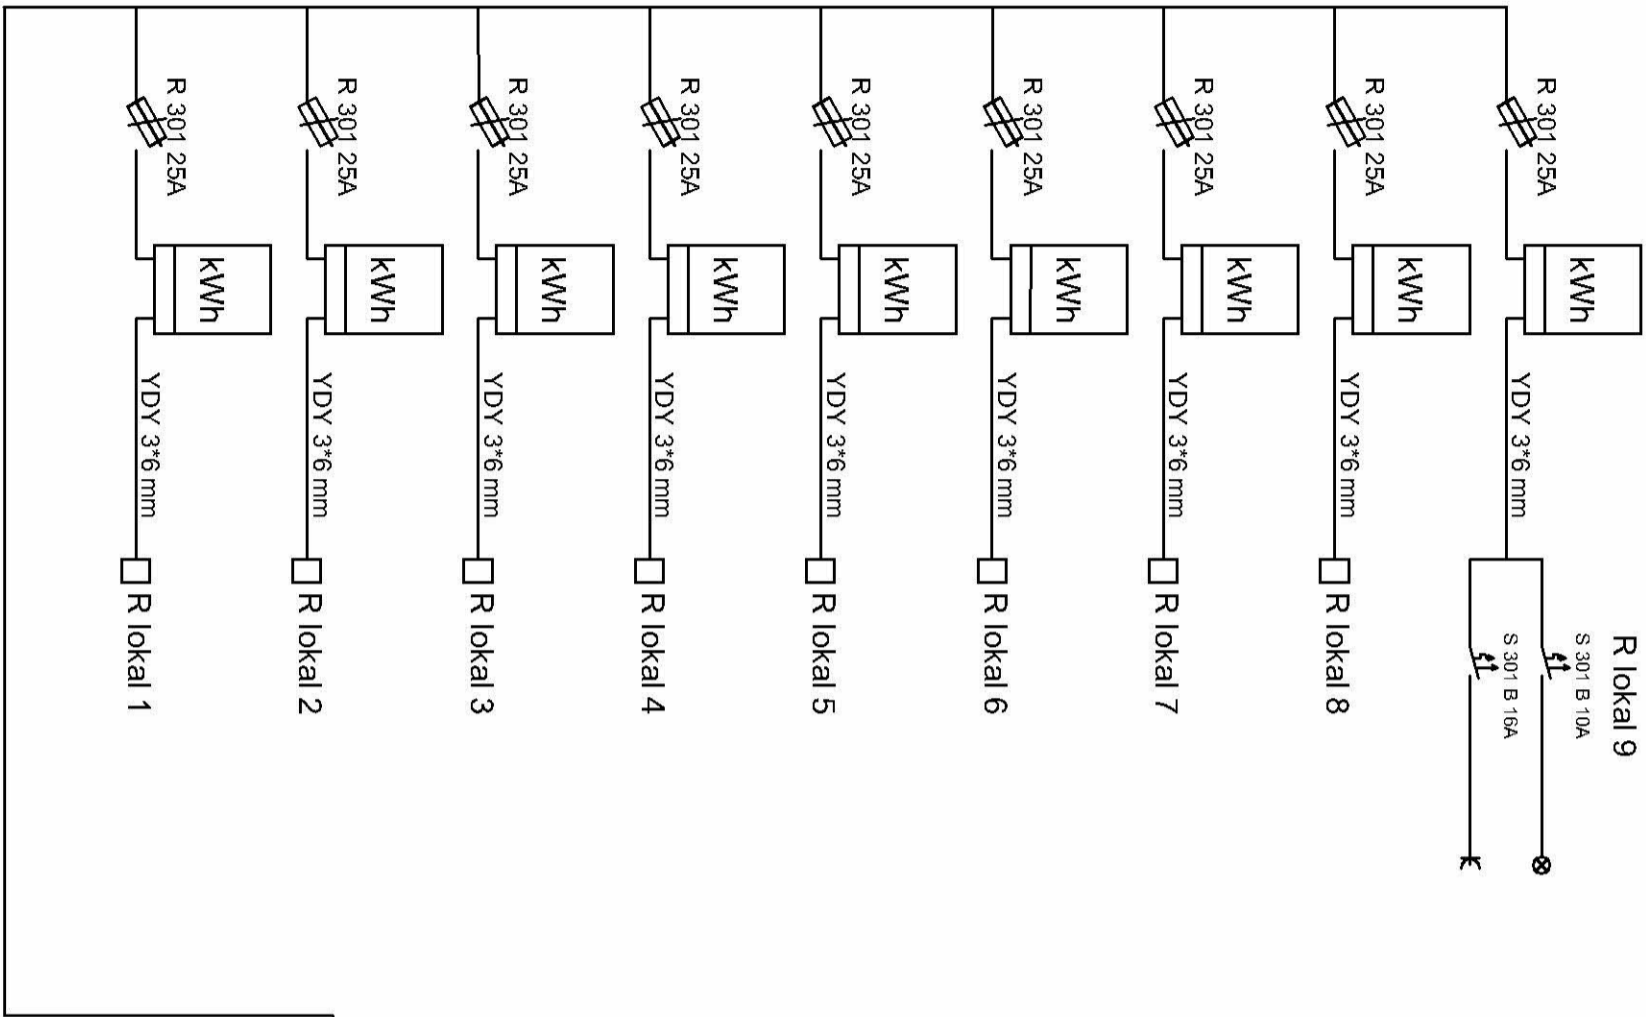 R 301 25A
R 301 25A
R 301 25A
R 301 25A
R 301 25A
R 301 25A
R 301 25A
R 301 25A
R 301 25A
kWh
kWh
kWh
kWh
kWh
kWh
kWh
kWh
kWh
YDY 3*6 mm
YDY 3*6 mm
YDY 3*6 mm
YDY 3*6 mm
YDY 3*6 mm
YDY 3*6 mm
YDY 3*6 mm
YDY 3*6 mm
YDY 3*6 mm
R lokal 1
R lokal 2
R lokal 3
R lokal 4
R lokal 5
R lokal 6
R lokal 7
R lokal 8
S 301 B 16A
S 301 B 10A
R lokal 9